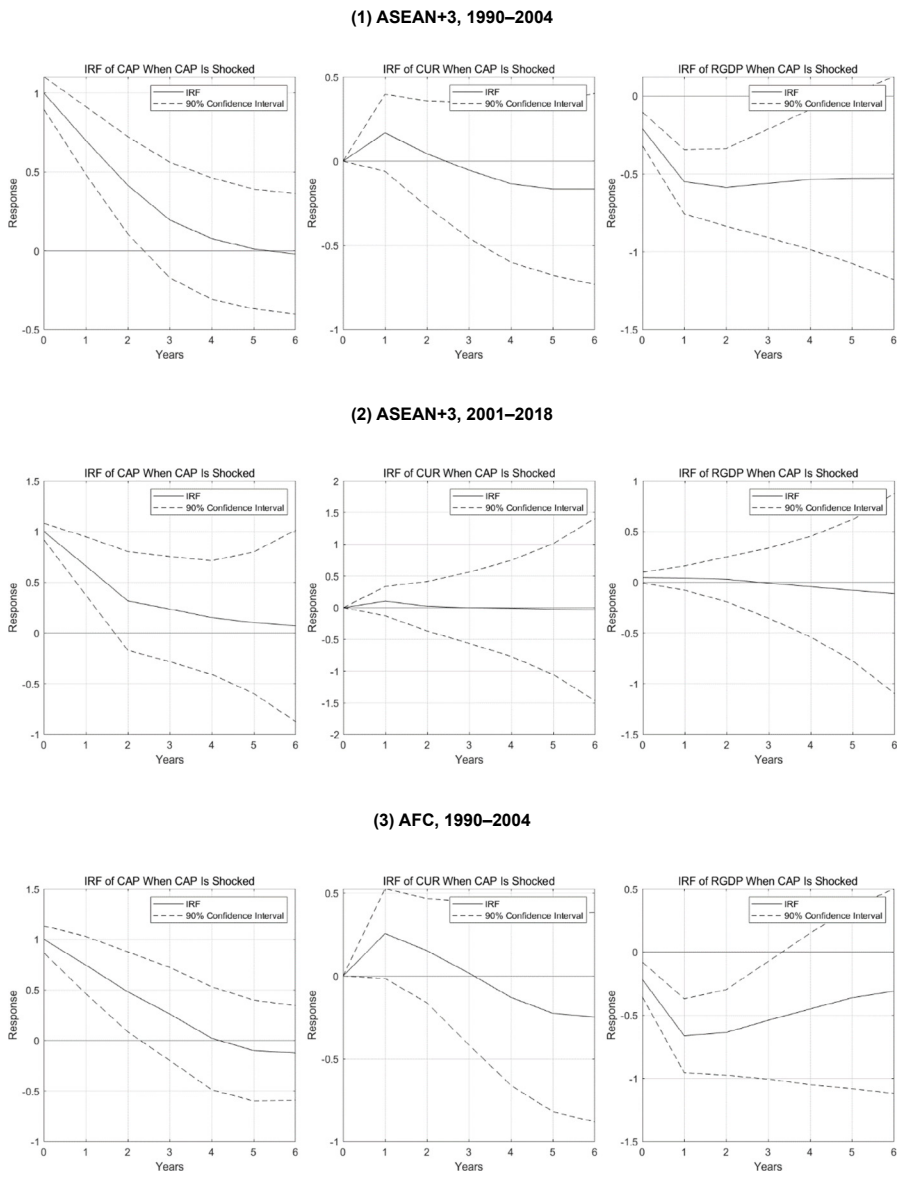 (1) ASEAN+3, 1990–2004
IRF of CAP When CAP Is Shocked
IRF
90% Confidence Interval
Response
1
0.5
0
-0.5
0 1 2 3 4 5 6
Years
IRF of CUR When CAP Is Shocked
IRF
90% Confidence Interval
Response
0.5
0
-0.5
-1
0 1 2 3 4 5 6
Years
IRF of RGDP When CAP Is Shocked
IRF
90% Confidence Interval
Response
0
-0.5
-1
-1.5
0 1 2 3 4 5 6
Years
(2) ASEAN+3, 2001–2018
IRF of CAP When CAP Is Shocked
IRF
90% Confidence Interval
Response
1.5
1
0.5
0
-0.5
-1
0 1 2 3 4 5 6
Years
IRF of CUR When CAP Is Shocked
IRF
90% Confidence Interval
Response
2
1.5
1
0.5
0
-0.5
-1
-1.5
-2
0 1 2 3 4 5 6
Years
IRF of RGDP When CAP Is Shocked
IRF
90% Confidence Interval
Response
1
0.5
0
-0.5
-1
-1.5
0 1 2 3 4 5 6
Years
(3) AFC, 1990–2004
IRF of CAP When CAP Is Shocked
IRF
90% Confidence Interval
Response
1.5
1
0.5
0
-0.5
-1
0 1 2 3 4 5 6
Years
IRF of CUR When CAP Is Shocked
IRF
90% Confidence Interval
Response
0.5
0
-0.5
-1
0 1 2 3 4 5 6
Years
IRF of RGDP When CAP Is Shocked
IRF
90% Confidence Interval
Response
0.5
0
-0.5
-1
-1.5
0 1 2 3 4 5 6
Years